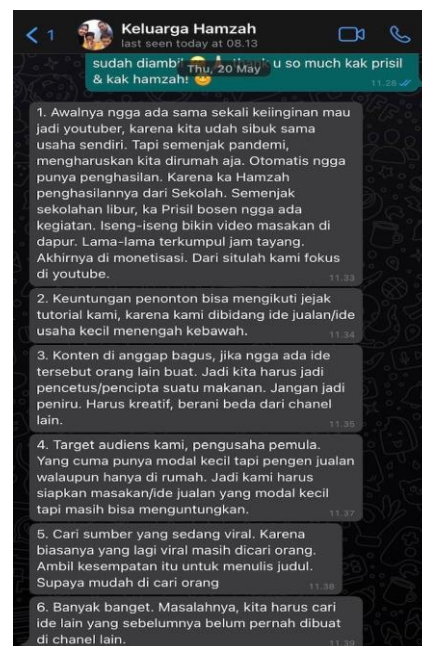 1
Keluarga Hamzah
last seen today at 08.13
sudah diambil
u so much kak prisil
Thu, 20 May
& kak hamzah!
11.28
1. Awalnya ngga ada sama sekali keiinginan mau
jadi youtuber, karena kita udah sibuk sama
usaha sendiri. Tapi semenjak pandemi,
mengharuskan kita dirumah aja. Otomatis ngga
punya penghasilan. Karena ka Hamzah
penghasilannya dari Sekolah. Semenjak
sekolahan libur, ka Prisil bosen ngga ada
kegiatan. Iseng-iseng bikin video masakan di
dapur. Lama-lama terkumpul jam tayang.
Akhirnya di monetisasi. Dari situlah kami fokus
di youtube.
11.33
2. Keuntungan penonton bisa mengikuti jejak
tutorial kami, karena kami dibidang ide jualan/ide
usaha kecil menengah kebawah.
11.34
3. Konten di anggap bagus, jika ngga ada ide
tersebut orang lain buat. Jadi kita harus jadi
pencetus/pencipta suatu makanan. Jangan jadi
peniru. Harus kreatif, berani beda dari chanel
lain.
11.35
4. Target audiens kami, pengusaha pemula.
Yang cuma punya modal kecil tapi pengen jualan
walaupun hanya di rumah. Jadi kami harus
siapkan masakan/ide jualan yang modal kecil
tapi masih bisa menguntungkan.
11.37
5. Cari sumber yang sedang viral. Karena
biasanya yang lagi viral masih dicari orang.
Ambil kesempatan itu untuk menulis judul.
Supaya mudah di cari orang
11.38
6. Banyak banget. Masalahnya, kita harus cari
ide lain yang sebelumnya belum pernah dibuat
di chanel lain.
11.39